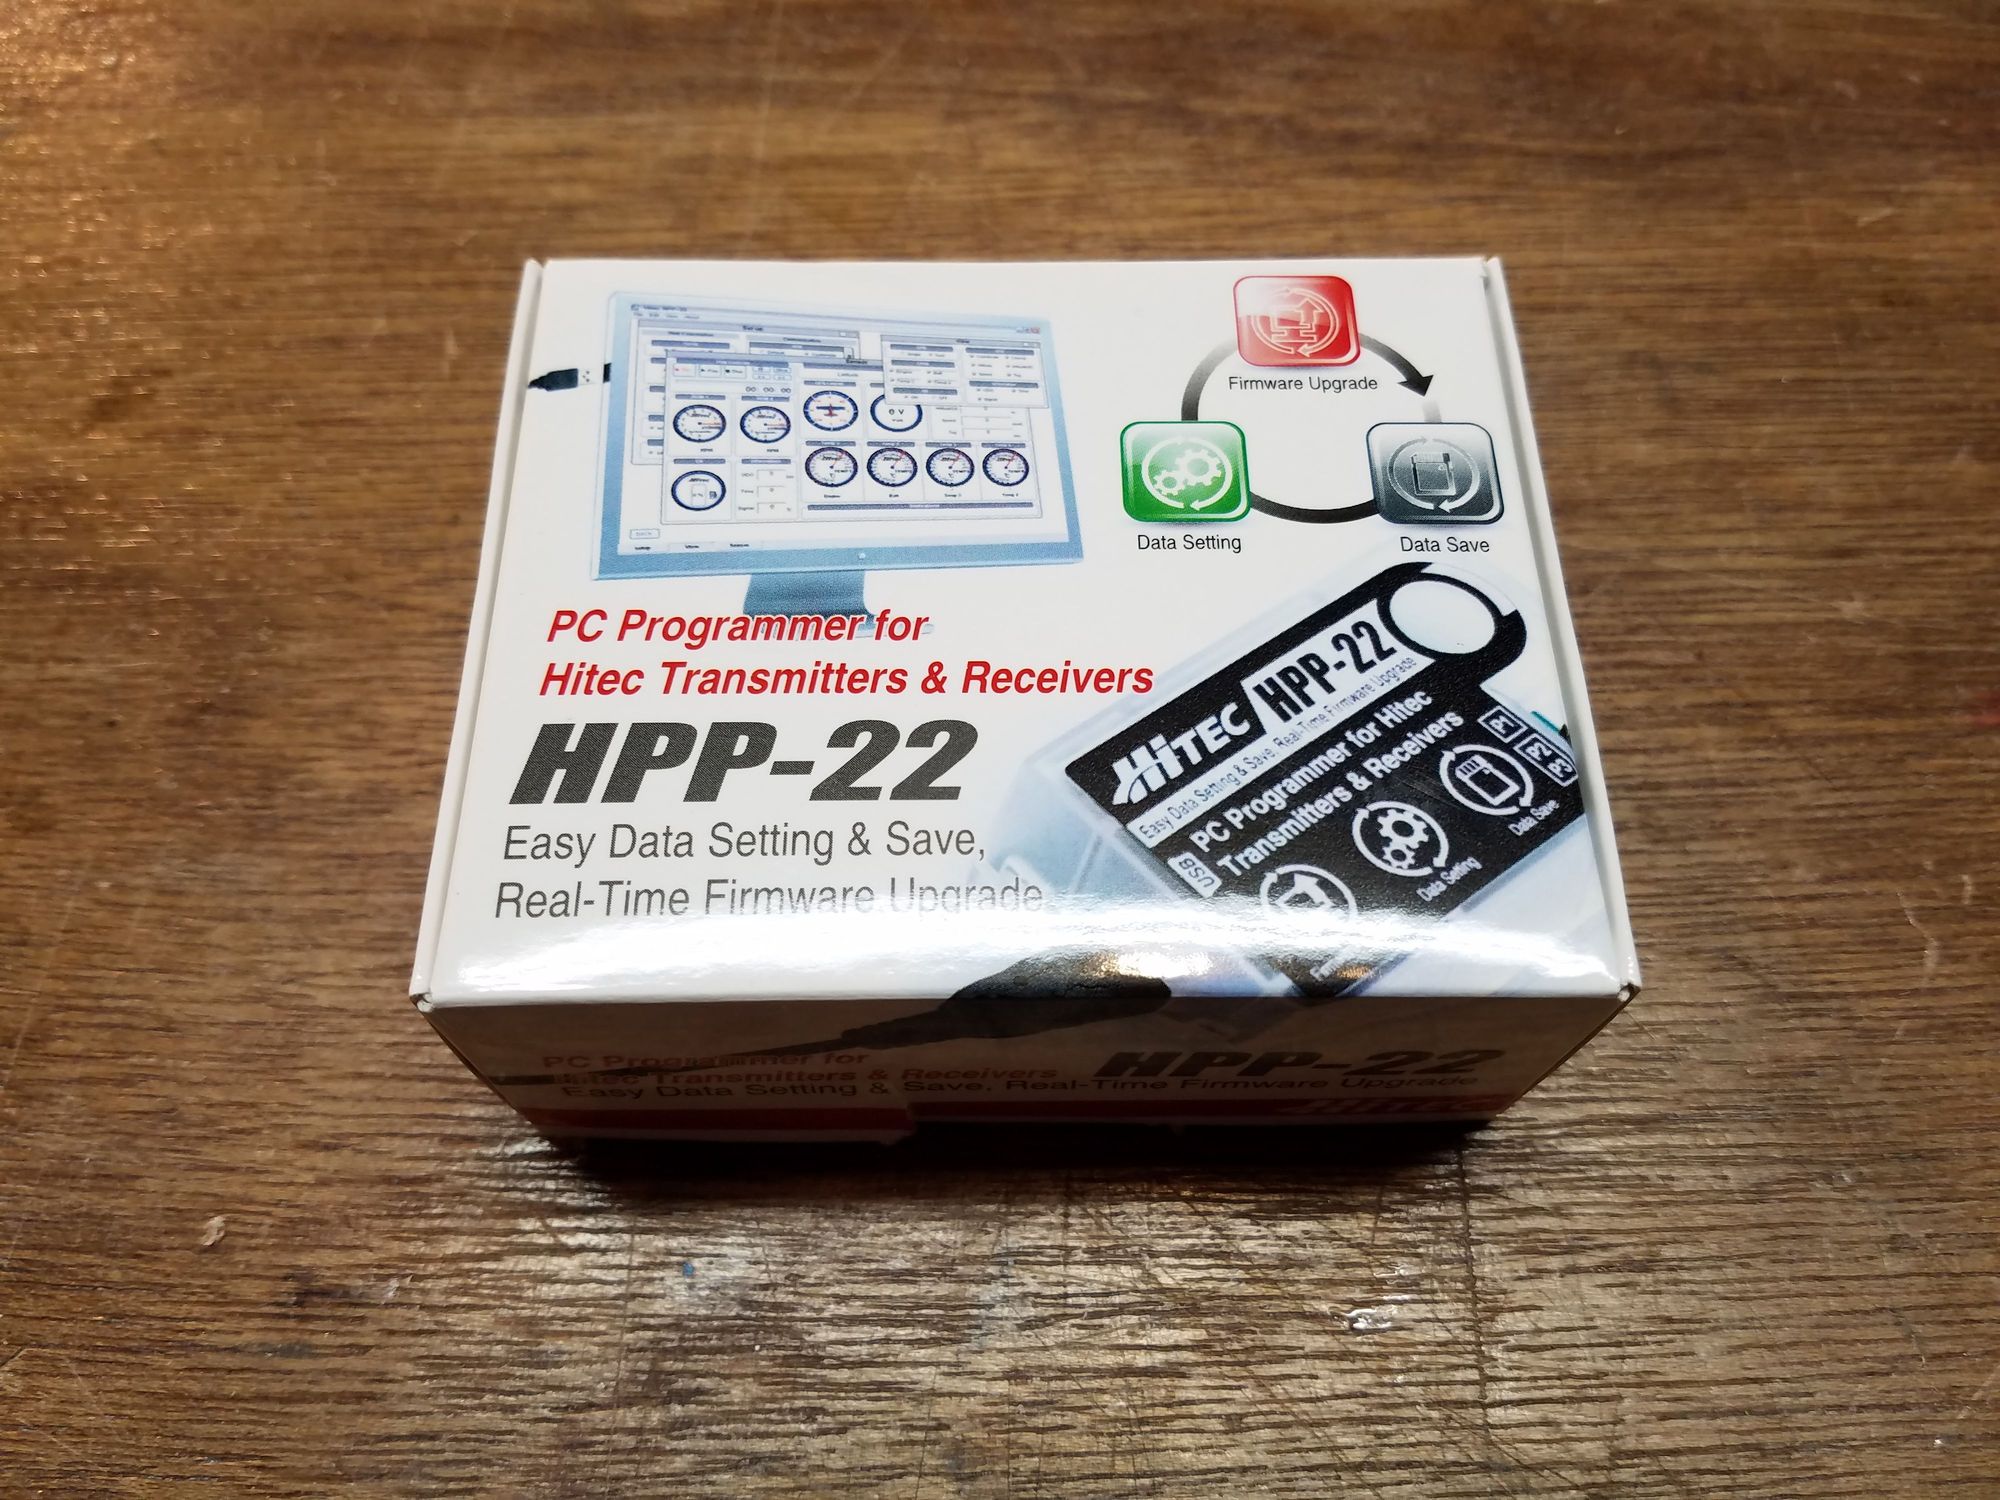 Firmware Upgrade
Data Setting
Data Save
PC Programmer for
Hitec Transmitters & Receivers
HPP-22
Easy Data Setting & Save,
Real-Time Firmware Upgrade
HiTEC HPP-22
Easy Data Setting & Save, Real-Time Firmware Upgrade
PC Programmer for Hitec
Transmitters & Receivers
USB
P1
P2
P3
Data Save
Data Setting
PC Programmer for
Hitec Transmitters & Receivers
HPP-22
Easy Data Setting & Save, Real-Time Firmware Upgrade
Hitec